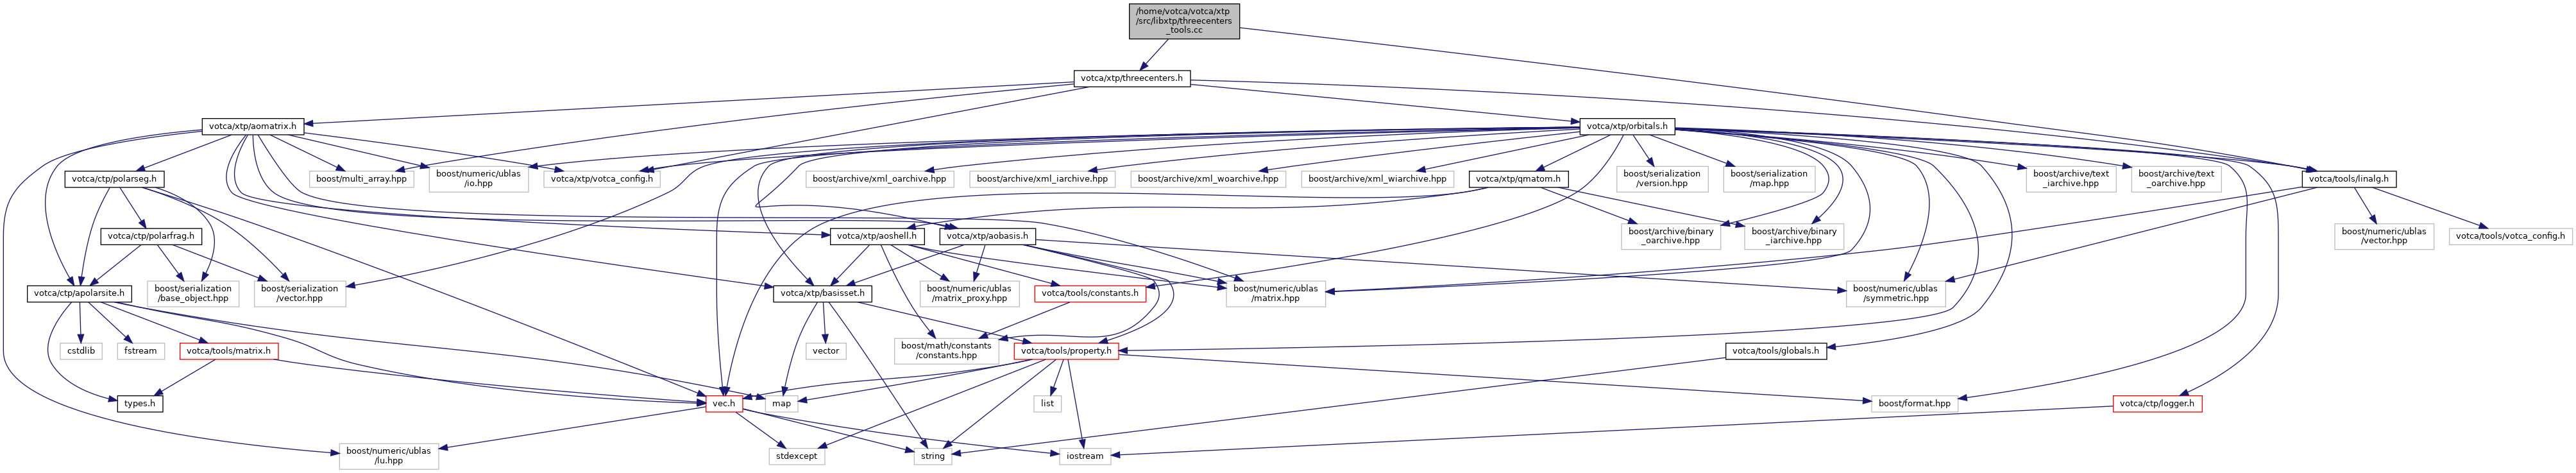 /home/votca/votca/xtp
/src/libxtp/threecenters
_tools.cc
votca/xtp/threecenters.h
votca/xtp/aomatrix.h
votca/xtp/orbitals.h
votca/ctp/polarseg.h
boost/multi_array.hpp
boost/numeric/ublas
/io.hpp
votca/xtp/votca_config.h
boost/archive/xml_oarchive.hpp
boost/archive/xml_iarchive.hpp
boost/archive/xml_woarchive.hpp
boost/archive/xml_wiarchive.hpp
votca/xtp/qmatom.h
boost/serialization
/version.hpp
boost/serialization
/map.hpp
boost/archive/text
_iarchive.hpp
boost/archive/text
_oarchive.hpp
votca/tools/linalg.h
votca/ctp/polarfrag.h
votca/xtp/aoshell.h
votca/xtp/aobasis.h
boost/archive/binary
_oarchive.hpp
boost/archive/binary
_iarchive.hpp
boost/numeric/ublas
/vector.hpp
votca/tools/votca_config.h
votca/ctp/apolarsite.h
boost/serialization
/base_object.hpp
boost/serialization
/vector.hpp
votca/xtp/basisset.h
boost/numeric/ublas
/matrix_proxy.hpp
votca/tools/constants.h
boost/numeric/ublas
/matrix.hpp
boost/numeric/ublas
/symmetric.hpp
cstdlib
fstream
votca/tools/matrix.h
vector
boost/math/constants
/constants.hpp
votca/tools/property.h
votca/tools/globals.h
types.h
vec.h
map
list
boost/format.hpp
votca/ctp/logger.h
boost/numeric/ublas
/lu.hpp
stdexcept
string
iostream